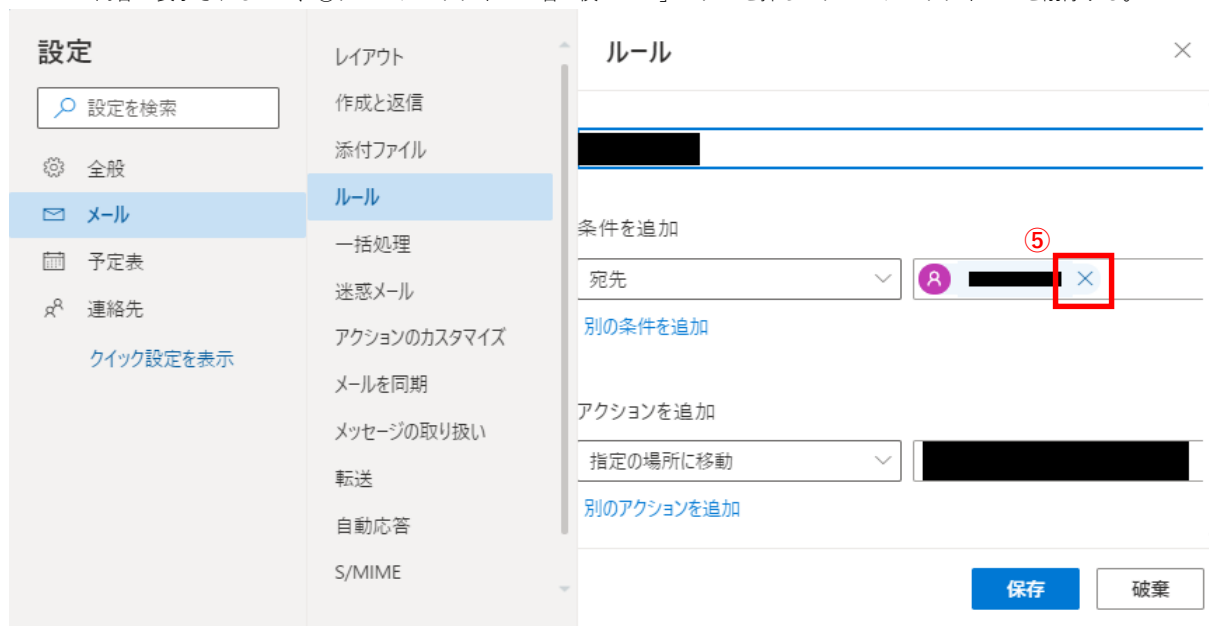 設定
設定を検索
全般
メール
予定表
連絡先
クイック設定を表示
レイアウト
作成と返信
添付ファイル
ルール
一括処理
迷惑メール
アクションのカスタマイズ
メールを同期
メッセージの取り扱い
転送
自動応答
S/MIME
ルール
条件を追加
⑤
宛先
別の条件を追加
アクションを追加
指定の場所に移動
別のアクションを追加
保存
破棄